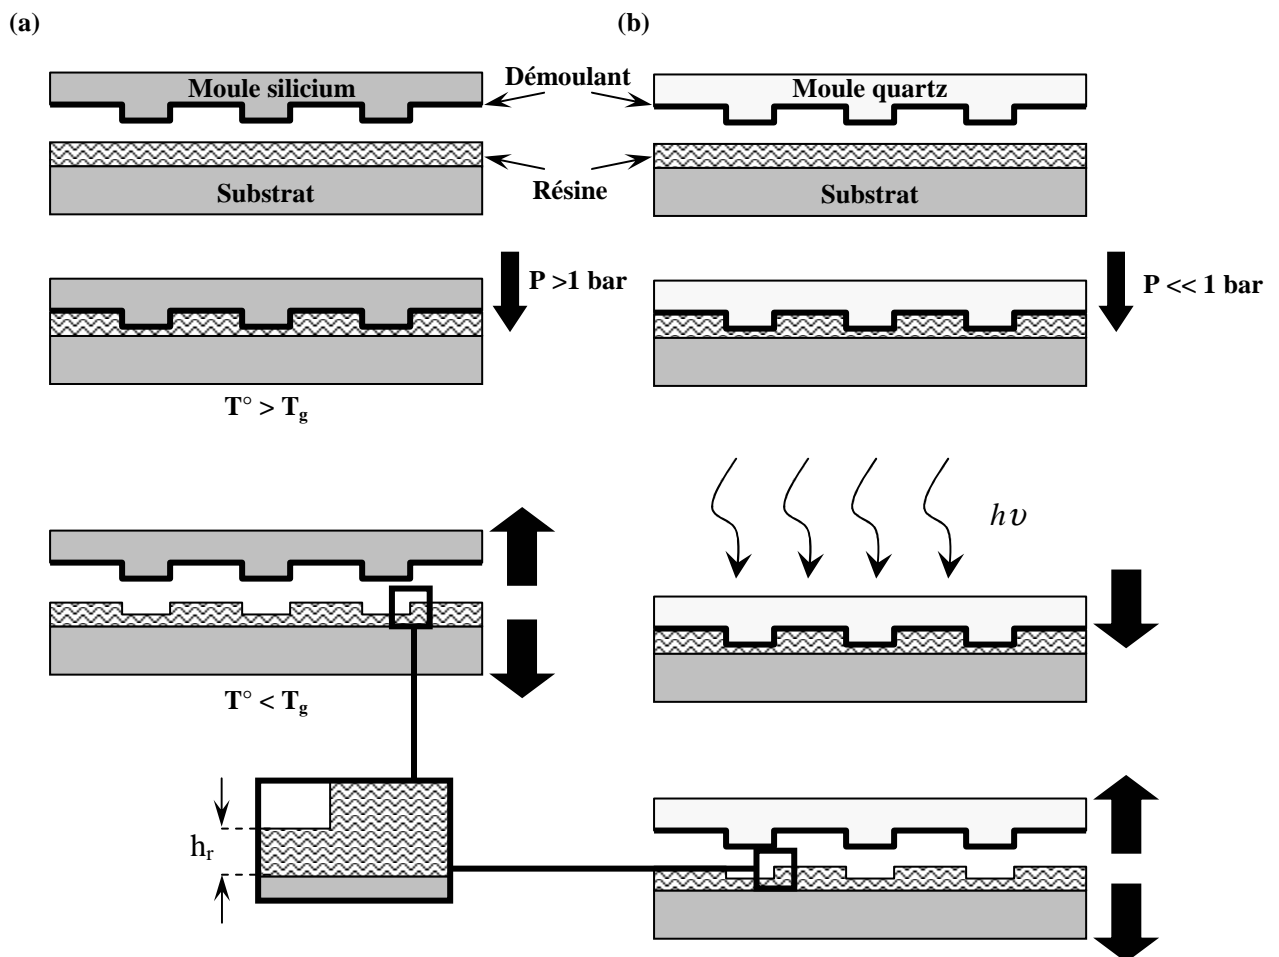 (a)
(b)
Moule silicium
Démoulant
Moule quartz
Résine
Substrat
Substrat
P >1 bar
P << 1 bar
T° > Tg
hυ
T° < Tg
hr